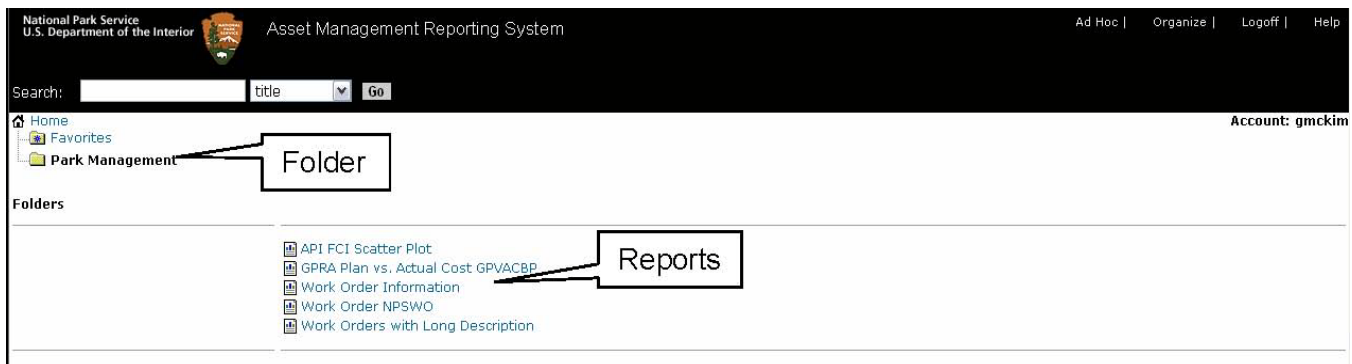 National Park Service
U.S. Department of the Interior
Asset Management Reporting System
Ad Hoc | Organize | Logoff | Help
Search: title Go
Home
Account: gmckim
Favorites
Park Management
Folder
Folders
API FCI Scatter Plot
GPRA Plan vs. Actual Cost GPVACBP
Reports
Work Order Information
Work Order NPSWO
Work Orders with Long Description